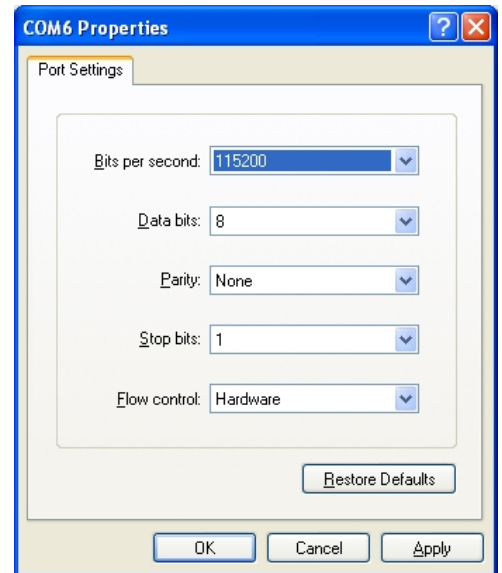 COM6 Properties
Port Settings
Bits per second: 115200
Data bits: 8
Parity: None
Stop bits: 1
Flow control: Hardware
Restore Defaults
OK Cancel Apply